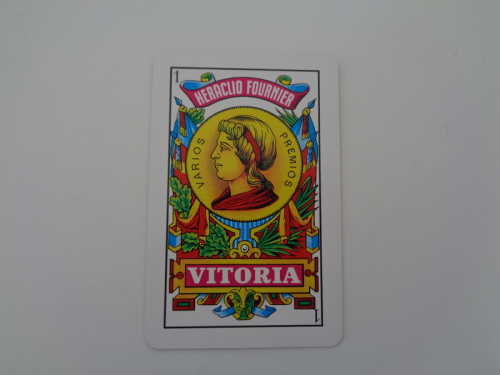 1
HERACLIO FOURNIER
VARIOS PREMIOS
VITORIA
1